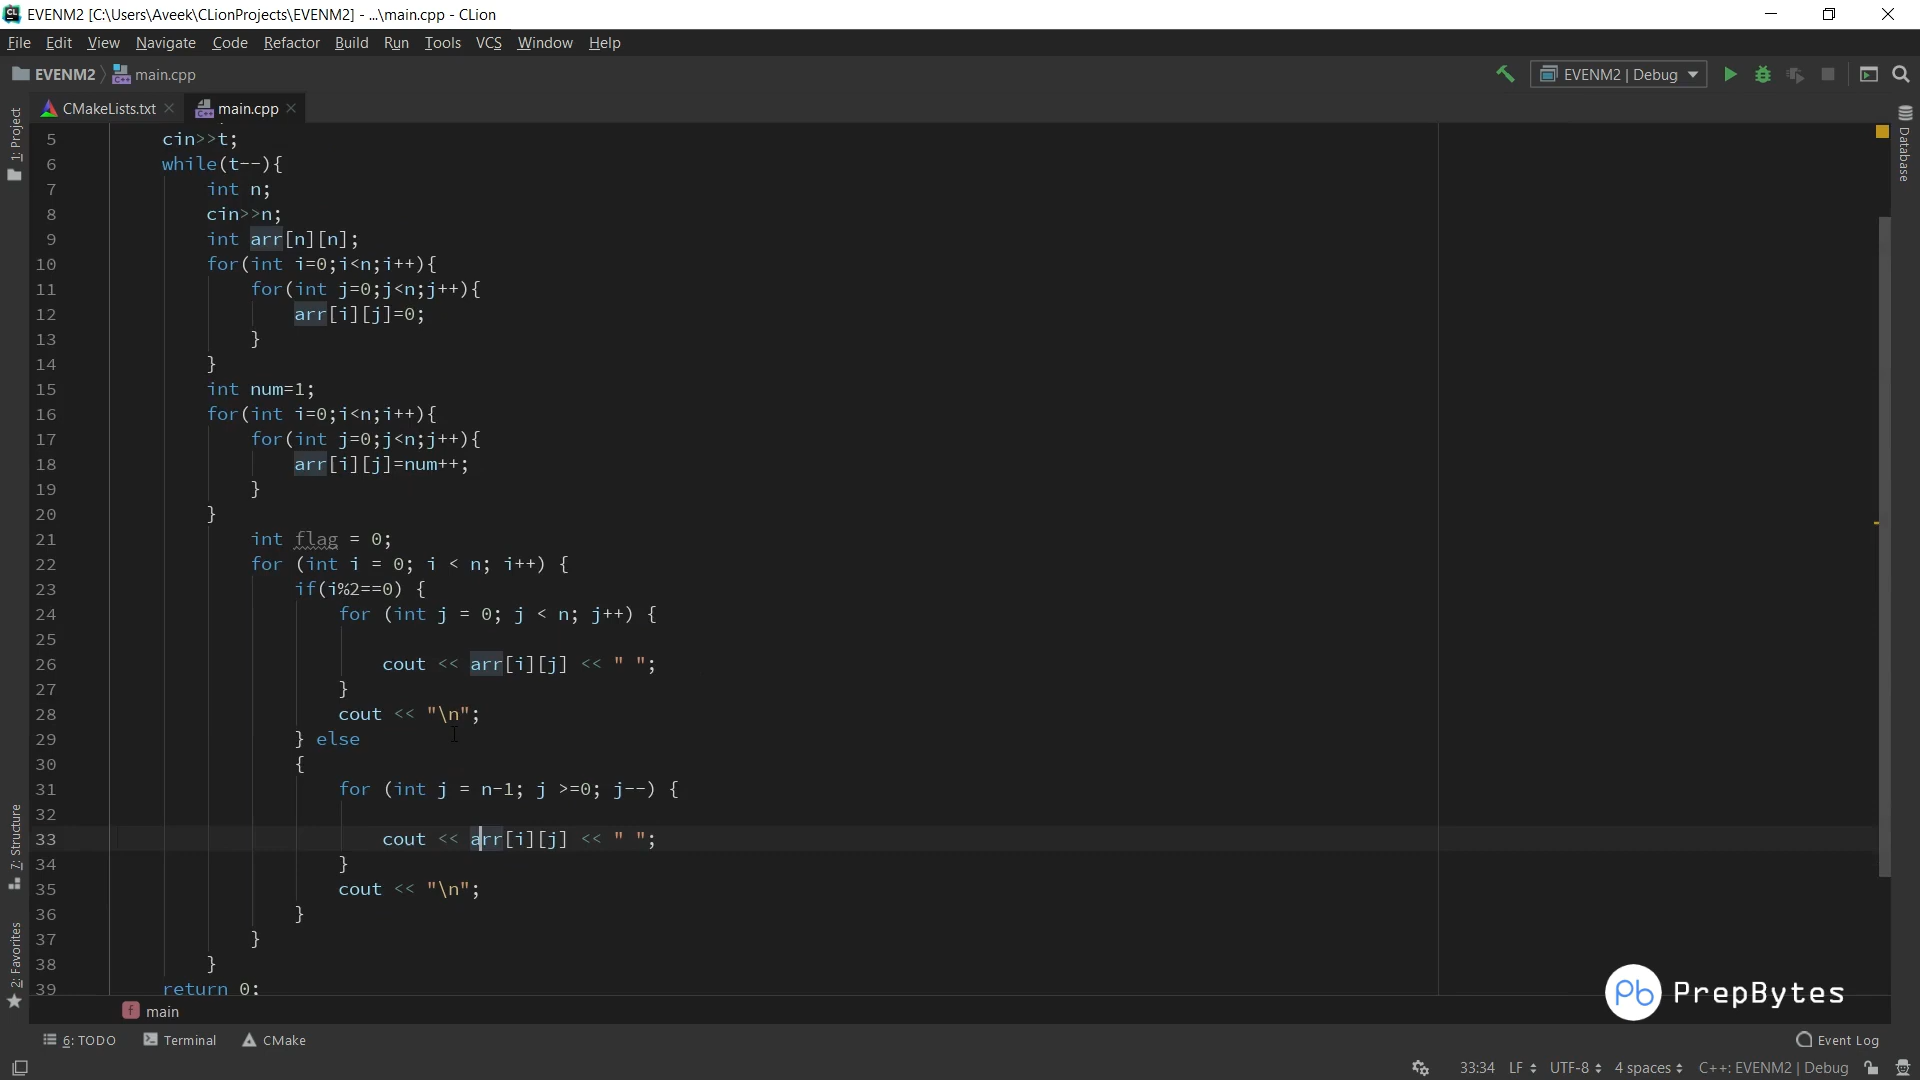 EVENM2 [C:\Users\Aveek\CLionProjects\EVENM2] - ...\main.cpp - CLion
File Edit View Navigate Code Refactor Build Run Tools VCS Window Help
EVENM2 main.cpp EVENM2 | Debug
CMakeLists.txt main.cpp
1: Project
Database
5 cin>>t;
6 while(t--){
7 int n;
8 cin>>n;
9 int arr[n][n];
10 for(int i=0;i<n;i++){
11 for(int j=0;j<n;j++){
12 arr[i][j]=0;
13 }
14 }
15 int num=1;
16 for(int i=0;i<n;i++){
17 for(int j=0;j<n;j++){
18 arr[i][j]=num++;
19 }
20 }
21 int flag = 0;
22 for (int i = 0; i < n; i++) {
23 if(i%2==0) {
24 for (int j = 0; j < n; j++) {
25
26 cout << arr[i][j] << " ";
27 }
28 cout << "\n";
29 } else
30 {
31 for (int j = n-1; j >=0; j--) {
32
33 cout << arr[i][j] << " ";
34 }
35 cout << "\n";
36 }
37 }
38 }
39 return 0;
7: Structure
2: Favorites
Pb PrepBytes
f main
6: TODO Terminal CMake Event Log
33:34 LF UTF-8 4 spaces C++: EVENM2 | Debug